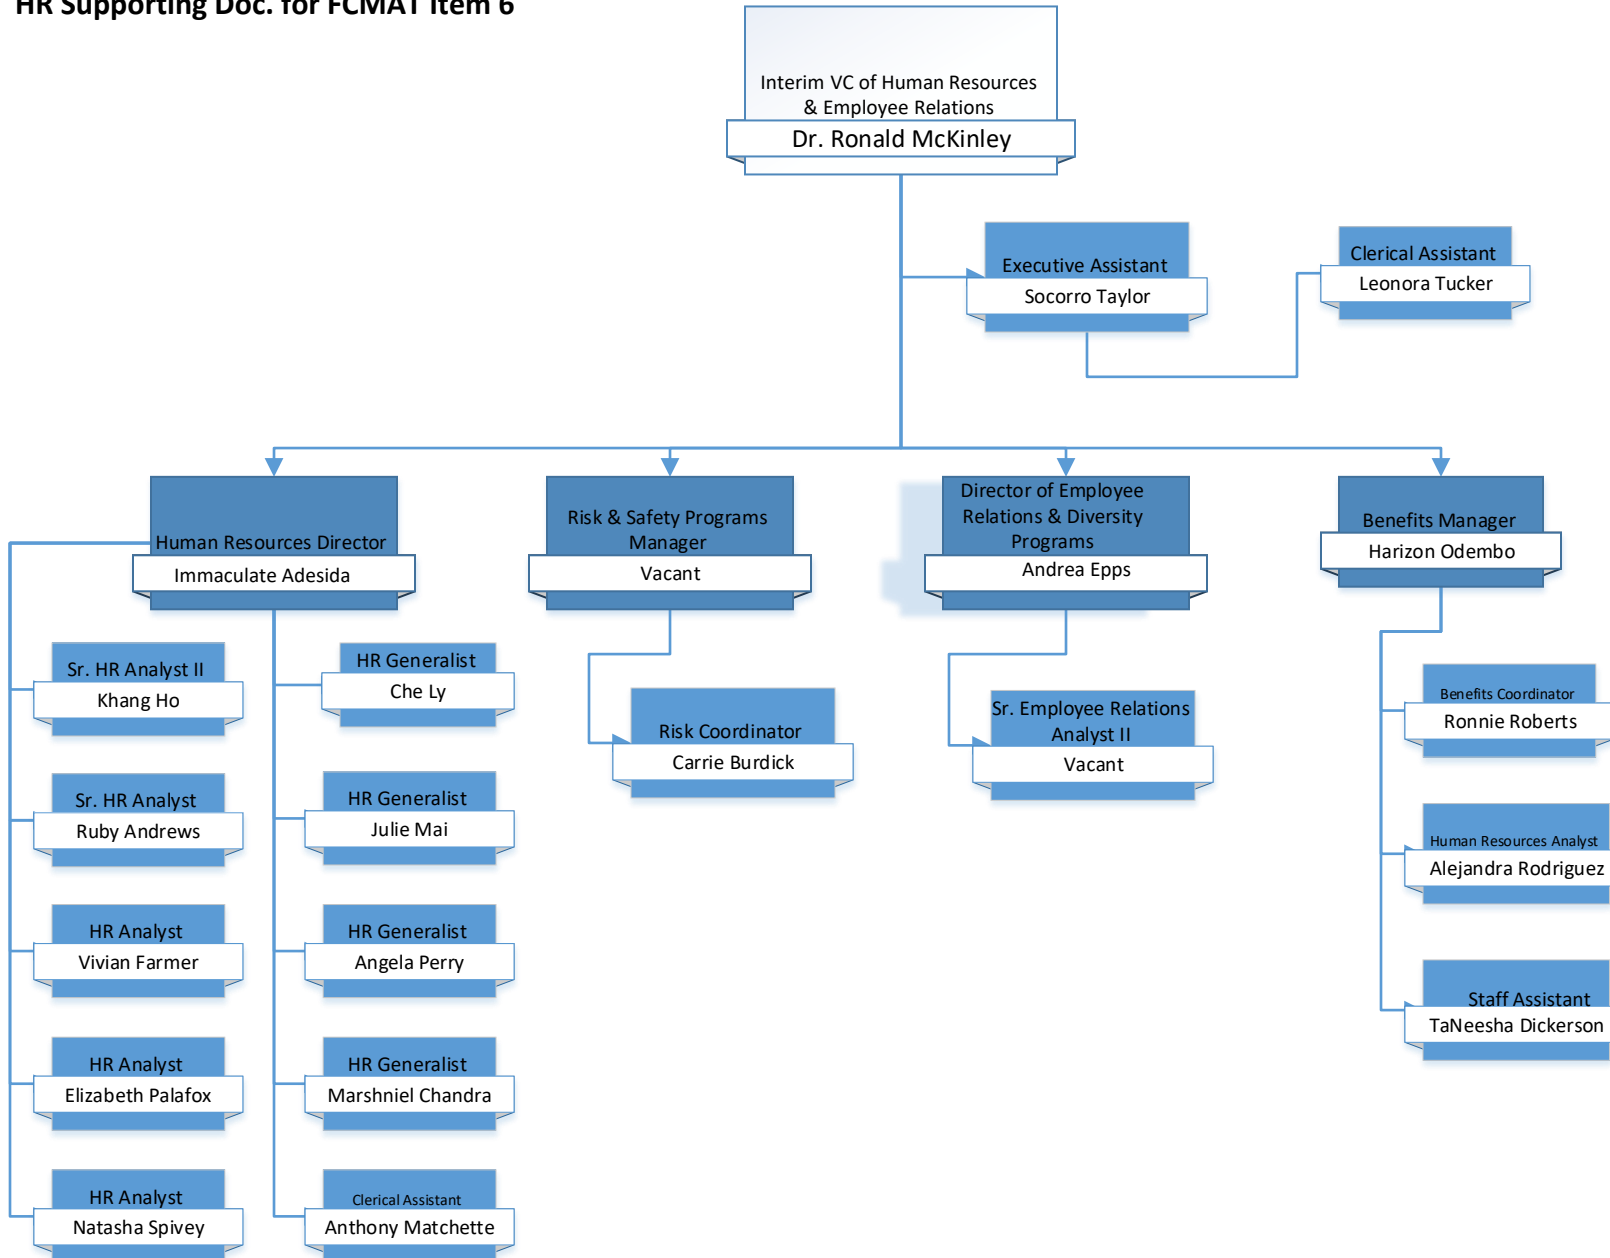 HR Supporting Doc. for FCMAT Item 6
Interim VC of Human Resources
& Employee Relations
Dr. Ronald McKinley
Executive Assistant
Socorro Taylor
Clerical Assistant
Leonora Tucker
Human Resources Director
Immaculate Adesida
Risk & Safety Programs
Manager
Vacant
Director of Employee
Relations & Diversity
Programs
Andrea Epps
Benefits Manager
Harizon Odembo
Sr. HR Analyst II
Khang Ho
Sr. HR Analyst
Ruby Andrews
HR Analyst
Vivian Farmer
HR Analyst
Elizabeth Palafox
HR Analyst
Natasha Spivey
HR Generalist
Che Ly
HR Generalist
Julie Mai
HR Generalist
Angela Perry
HR Generalist
Marshniel Chandra
Clerical Assistant
Anthony Matchette
Risk Coordinator
Carrie Burdick
Sr. Employee Relations
Analyst II
Vacant
Benefits Coordinator
Ronnie Roberts
Human Resources Analyst
Alejandra Rodriguez
Staff Assistant
TaNeesha Dickerson